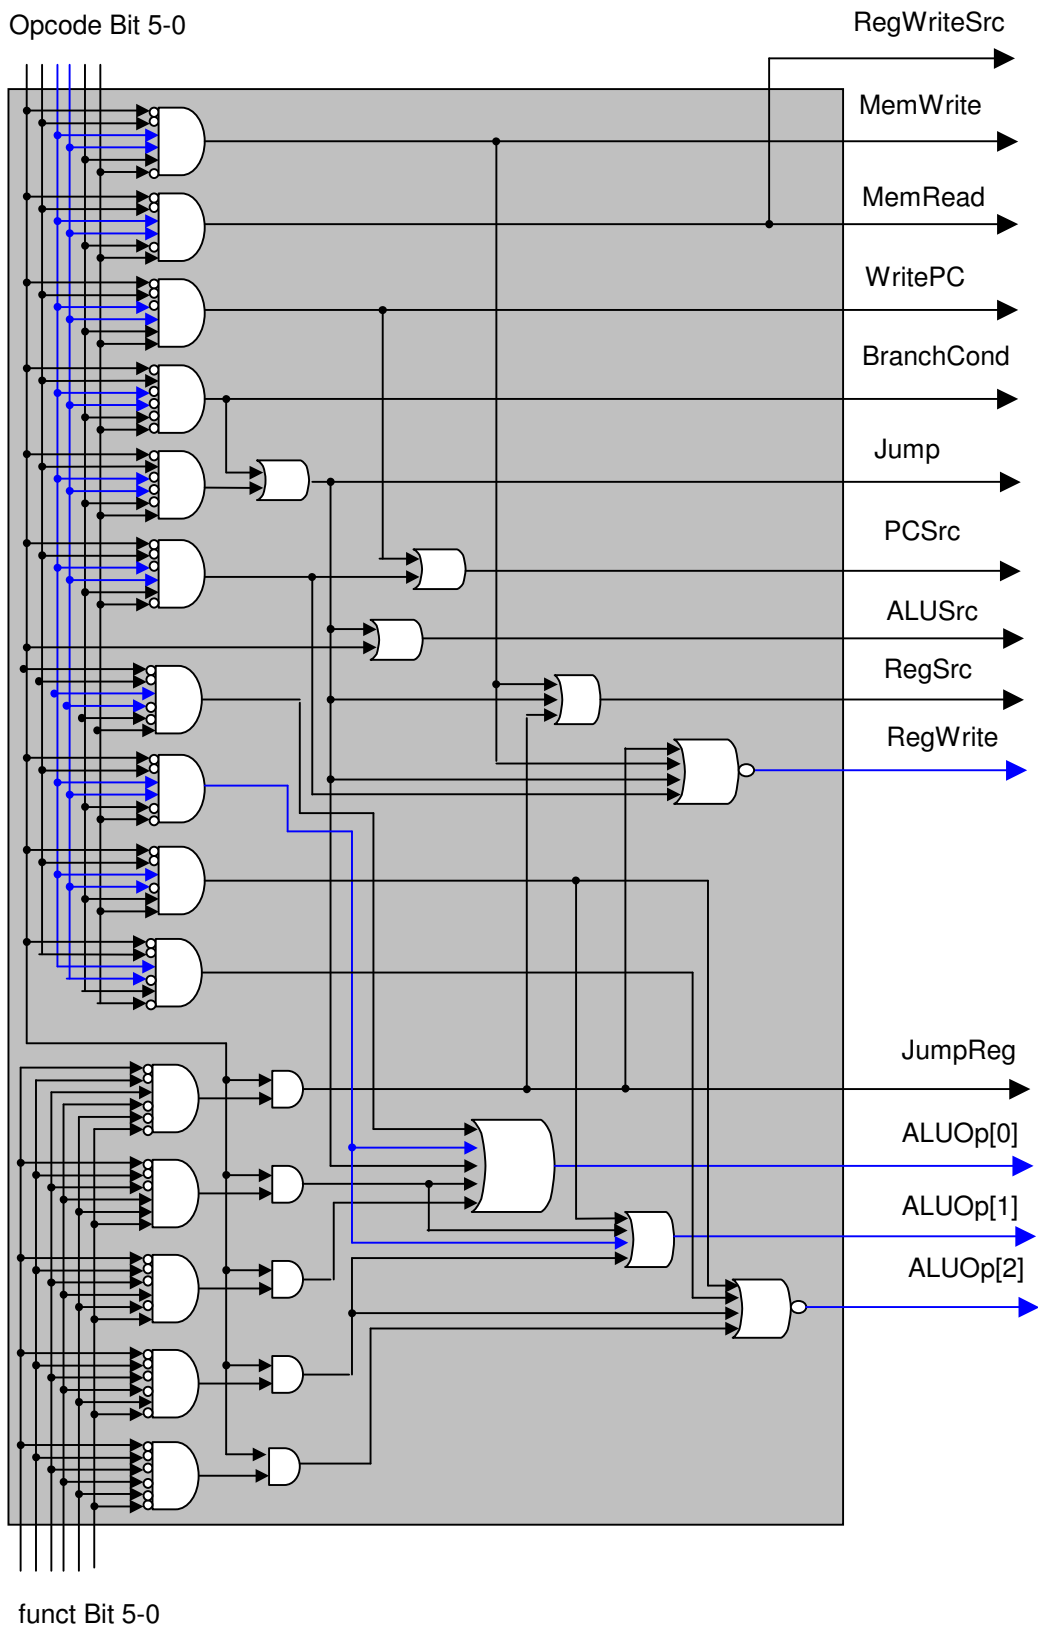 Opcode Bit 5-0
RegWriteSrc
MemWrite
MemRead
WritePC
BranchCond
Jump
PCSrc
ALUSrc
RegSrc
RegWrite
JumpReg
ALUOp[0]
ALUOp[1]
ALUOp[2]
funct Bit 5-0